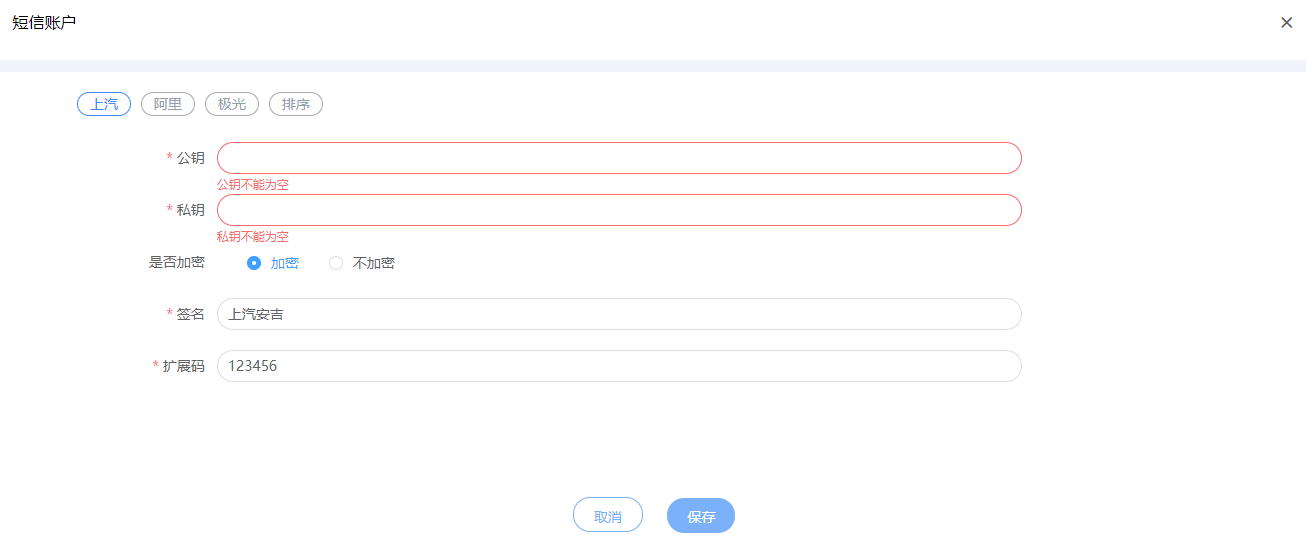 短信账户
上汽 阿里 极光 排序
* 公钥
公钥不能为空
* 私钥
私钥不能为空
是否加密 加密 不加密
* 签名 上汽安吉
* 扩展码 123456
取消 保存